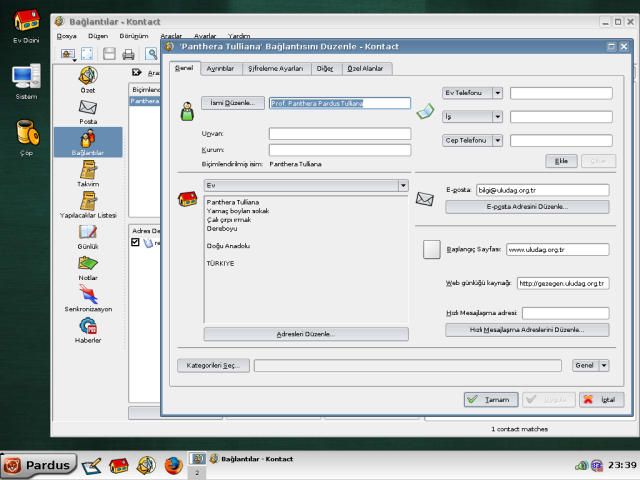 Ev Dizini
Sistem
Çöp
Bağlantılar - Kontact
Dosya Düzen Görünüm Araçlar Ayarlar Yardım
Özet
Posta
Bağlantılar
Takvim
Yapılacaklar Listesi
Günlük
Notlar
Senkronizasyon
Haberler
Ara
Biçimlend
Panthera
Adres De
re
'Panthera Tulliana' Bağlantısını Düzenle - Kontact
Genel Ayrıntılar Şifreleme Ayarları Diğer Özel Alanlar
İsmi Düzenle... Prof. Panthera Pardus Tulliana
Unvan:
Kurum:
Biçimlendirilmiş isim: Panthera Tulliana
Ev Telefonu
İş
Cep Telefonu
Ekle Çıkar
Ev
Panthera Tulliana
Yamaç boyları sokak
Çalı çırpı ırmak
Dereboyu
Doğu Anadolu
TÜRKIYE
Adresleri Düzenle...
E-posta: bilgi@uludag.org.tr
E-posta Adresini Düzenle...
Başlangıç Sayfası: www.uludag.org.tr
Web günlüğü kaynağı: http://gezegen.uludag.org.tr
Hızlı Mesajlaşma adresi:
Hızlı Mesajlaşma Adreslerini Düzenle...
Kategorileri Seç... Genel
Tamam Uygula İptal
1 contact matches
Pardus
2
Bağlantılar - Kontact
23:39